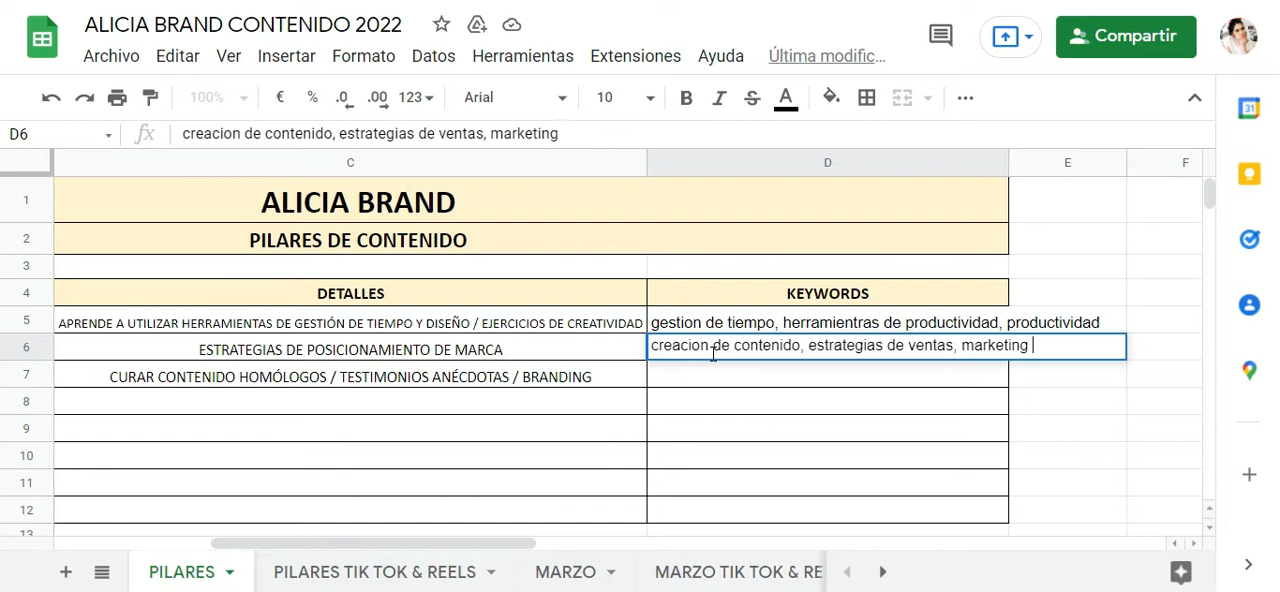 ALICIA BRAND CONTENIDO 2022
Archivo Editar Ver Insertar Formato Datos Herramientas Extensiones Ayuda Última modific... Compartir
100% € % .0 .00 123 Arial 10 B I S A
D6 fx creacion de contenido, estrategias de ventas, marketing
C D E F
1 ALICIA BRAND
2 PILARES DE CONTENIDO
3
4 DETALLES KEYWORDS
5 APRENDE A UTILIZAR HERRAMIENTAS DE GESTIÓN DE TIEMPO Y DISEÑO / EJERCICIOS DE CREATIVIDAD gestion de tiempo, herramientras de productividad, productividad
6 ESTRATEGIAS DE POSICIONAMIENTO DE MARCA creacion de contenido, estrategias de ventas, marketing
7 CURAR CONTENIDO HOMÓLOGOS / TESTIMONIOS ANÉCDOTAS / BRANDING
8
9
10
11
12
13
PILARES PILARES TIK TOK & REELS MARZO MARZO TIK TOK & RE
31